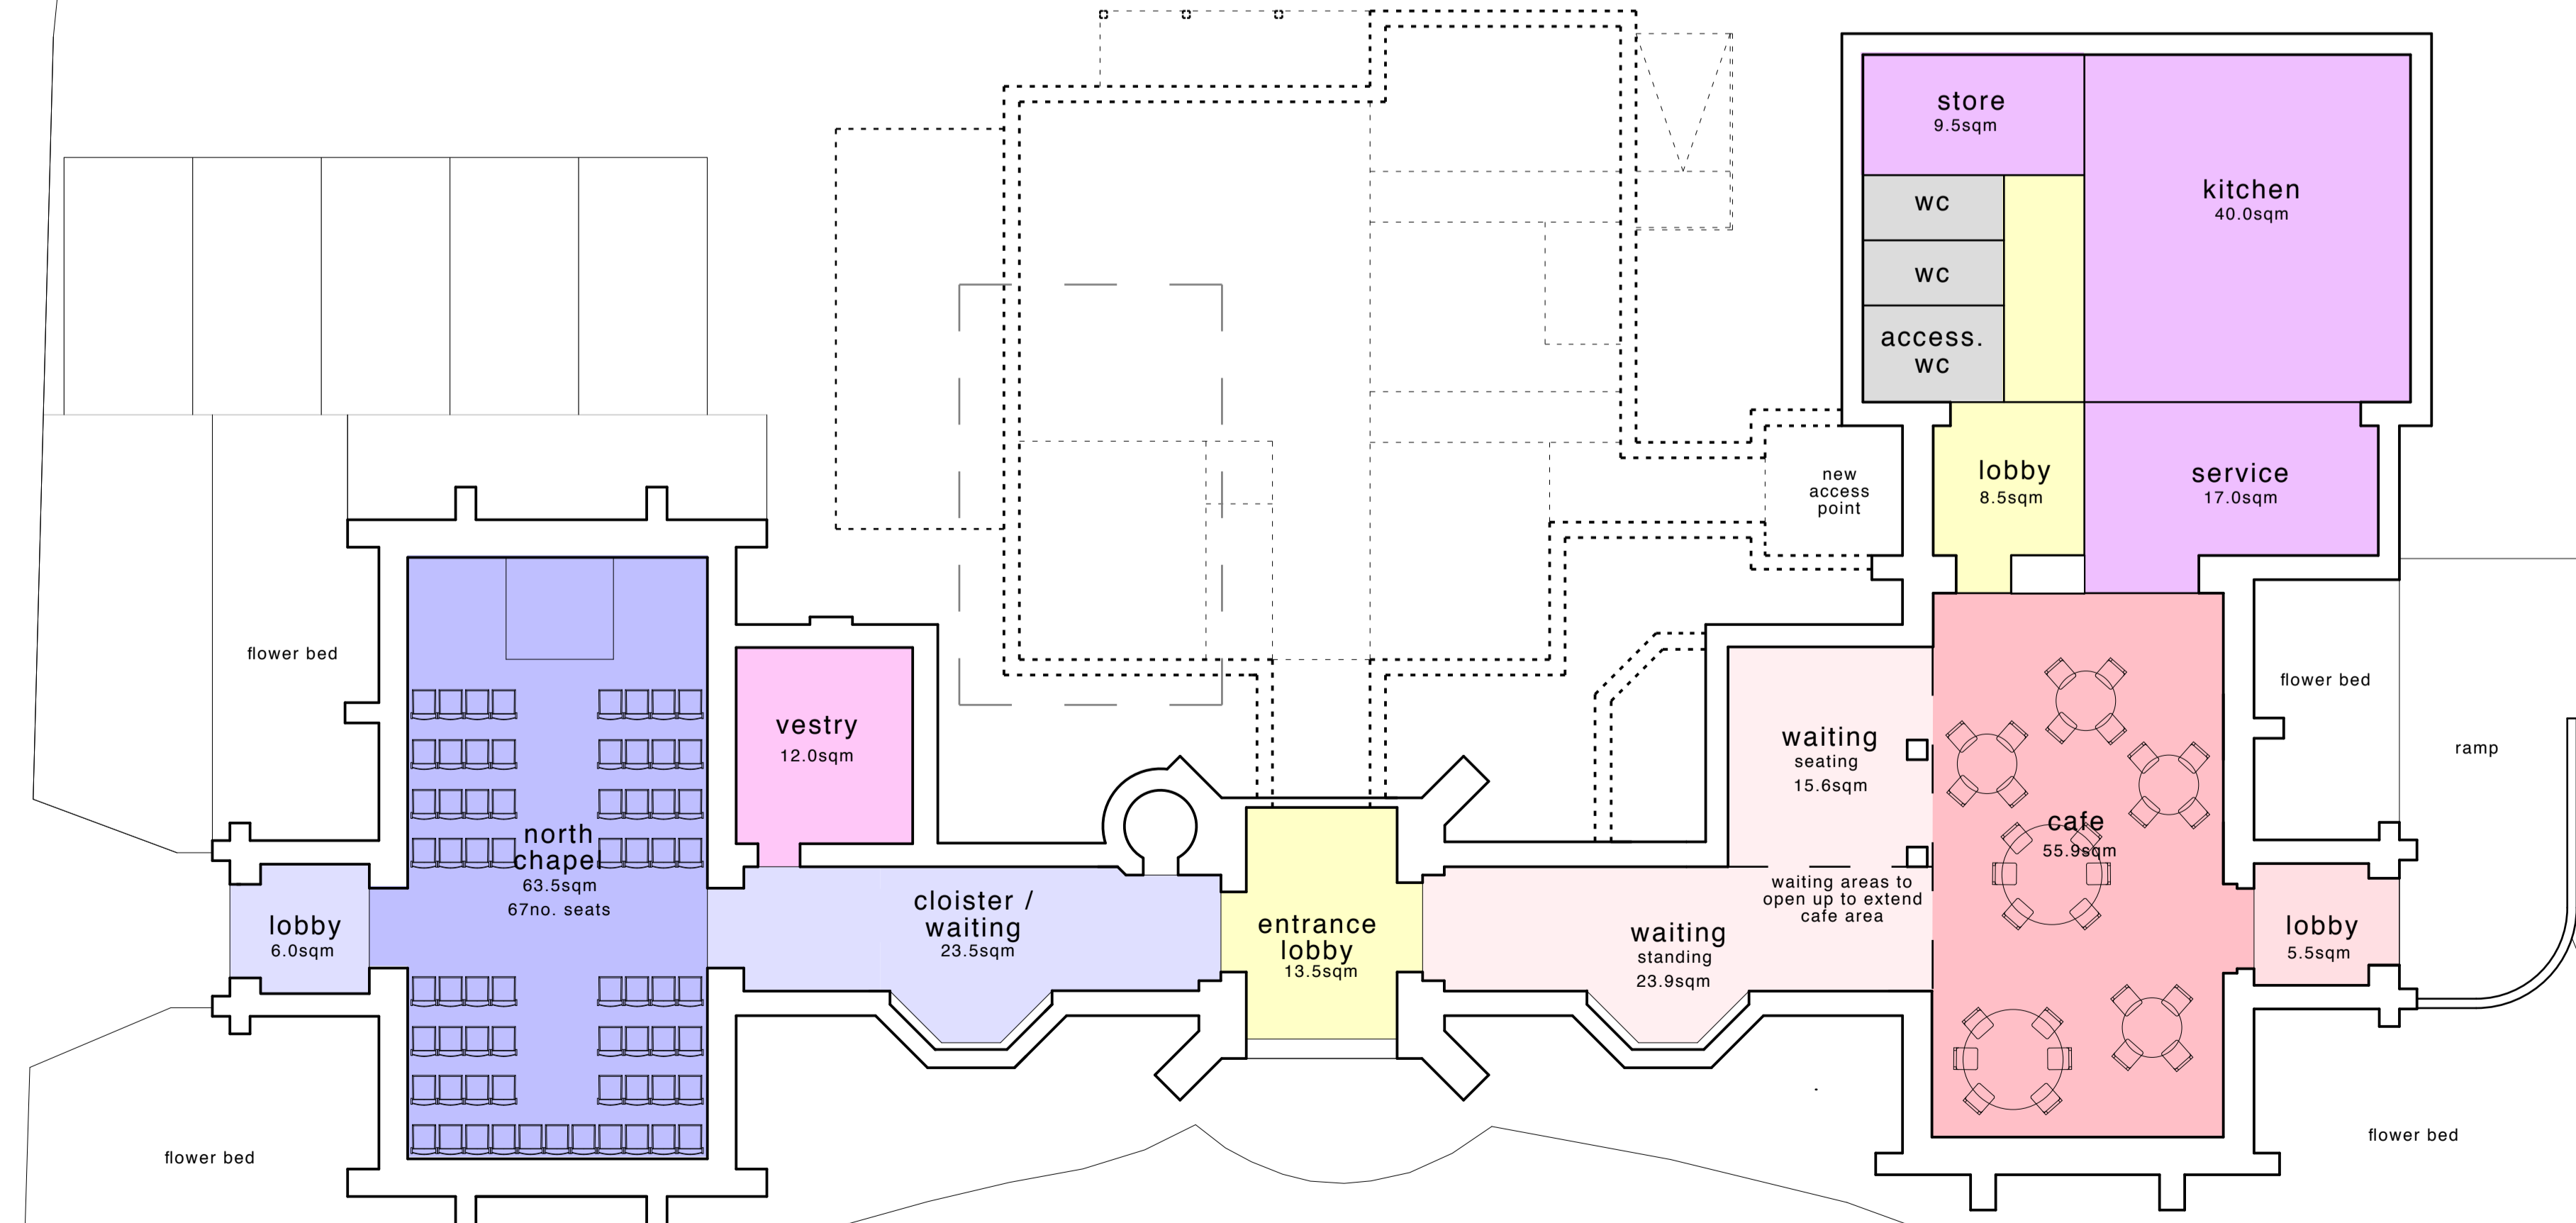 store
9.5sqm
wc
kitchen
40.0sqm
wc
access.
wc
lobby
8.5sqm
service
17.0sqm
new
access
point
flower bed
flower bed
vestry
12.0sqm
waiting
seating
15.6sqm
ramp
north
chapel
63.5sqm
67no. seats
cafe
55.9sqm
lobby
6.0sqm
cloister /
waiting
23.5sqm
entrance
lobby
13.5sqm
waiting areas to
open up to extend
cafe area
waiting
standing
23.9sqm
lobby
5.5sqm
flower bed
flower bed